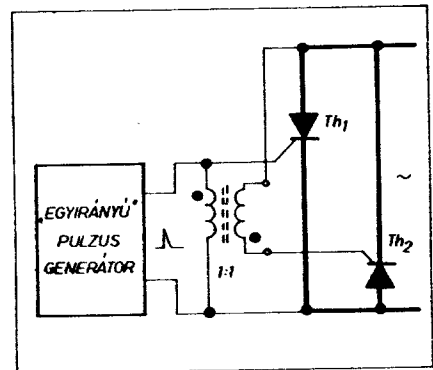 Th1
"EGYIRÁNYÚ"
PULZUS
GENERÁTOR
1:1
~
Th2